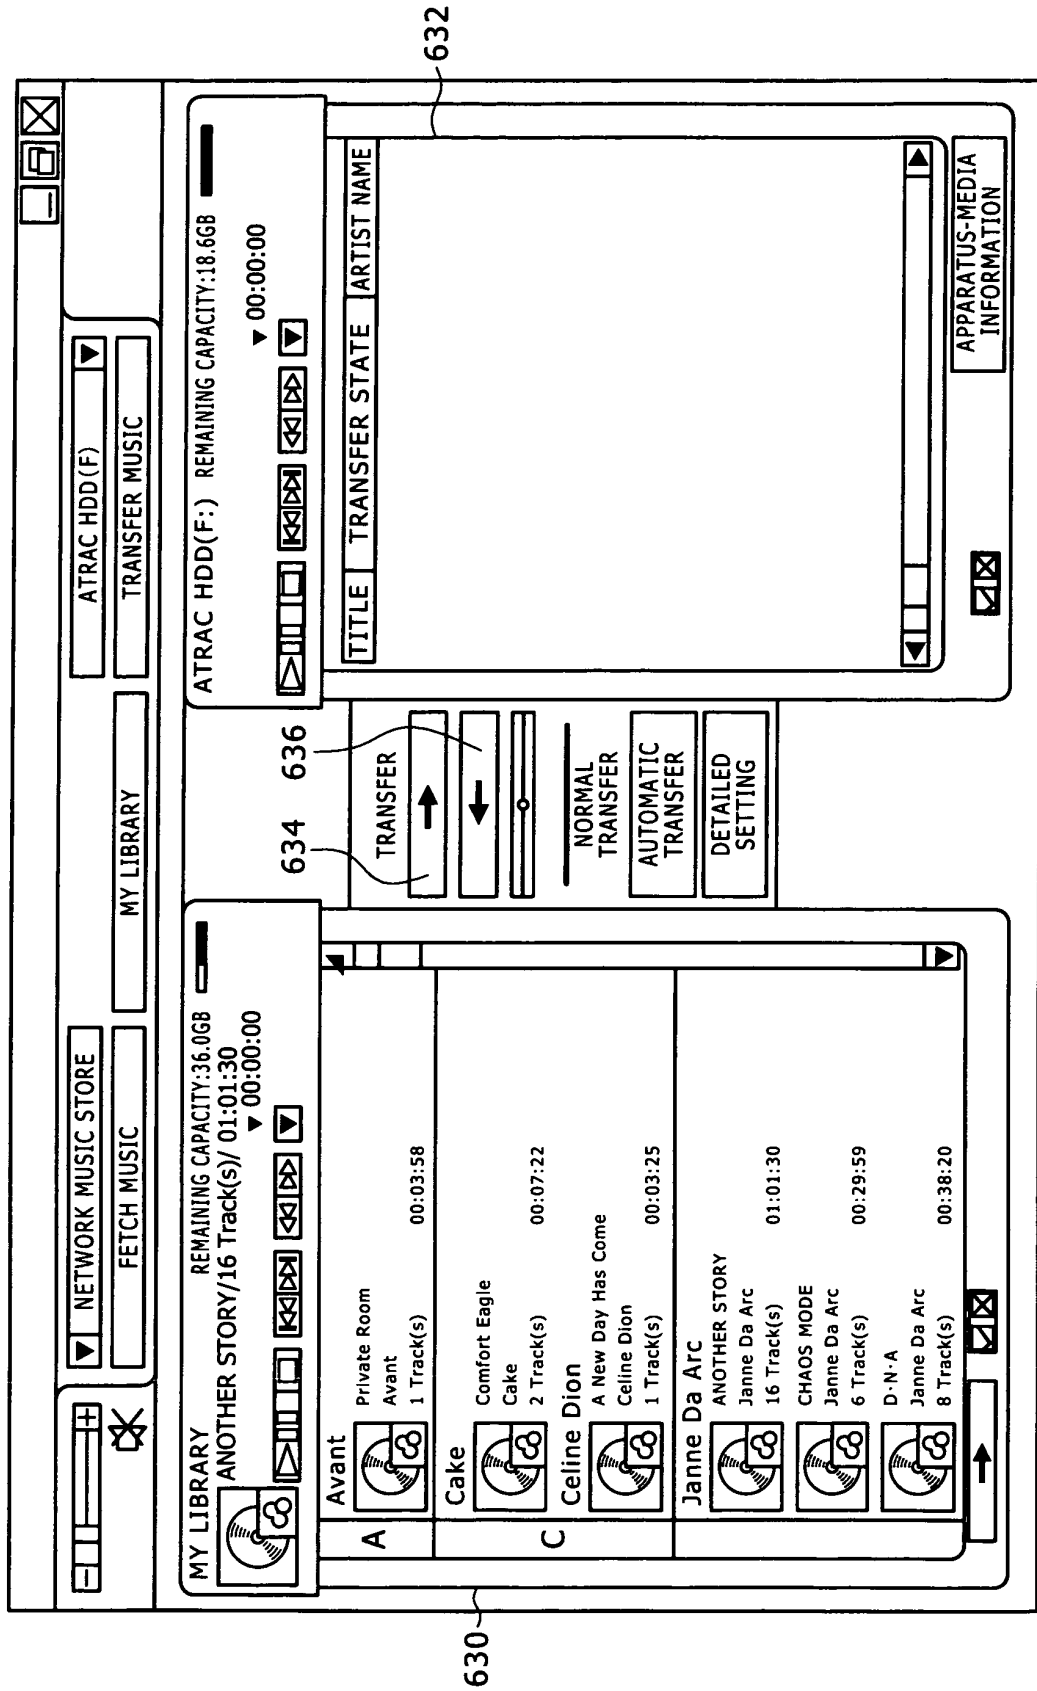 NETWORK MUSIC STORE
ATRAC HDD(F)
FETCH MUSIC
MY LIBRARY
TRANSFER MUSIC
MY LIBRARY
REMAINING CAPACITY:36.0GB
ANOTHER STORY/16 Track(s)/ 01:01:30
▼ 00:00:00
A
Avant
Private Room
Avant
1 Track(s) 00:03:58
C
Cake
Comfort Eagle
Cake
2 Track(s) 00:07:22
Celine Dion
A New Day Has Come
Celine Dion
1 Track(s) 00:03:25
Janne Da Arc
ANOTHER STORY
Janne Da Arc
16 Track(s) 01:01:30
CHAOS MODE
Janne Da Arc
6 Track(s) 00:29:59
D·N·A
Janne Da Arc
8 Track(s) 00:38:20
630
634
636
TRANSFER
NORMAL
TRANSFER
AUTOMATIC
TRANSFER
DETAILED
SETTING
ATRAC HDD(F:) REMAINING CAPACITY:18.6GB
▼ 00:00:00
TITLE TRANSFER STATE ARTIST NAME
APPARATUS-MEDIA
INFORMATION
632